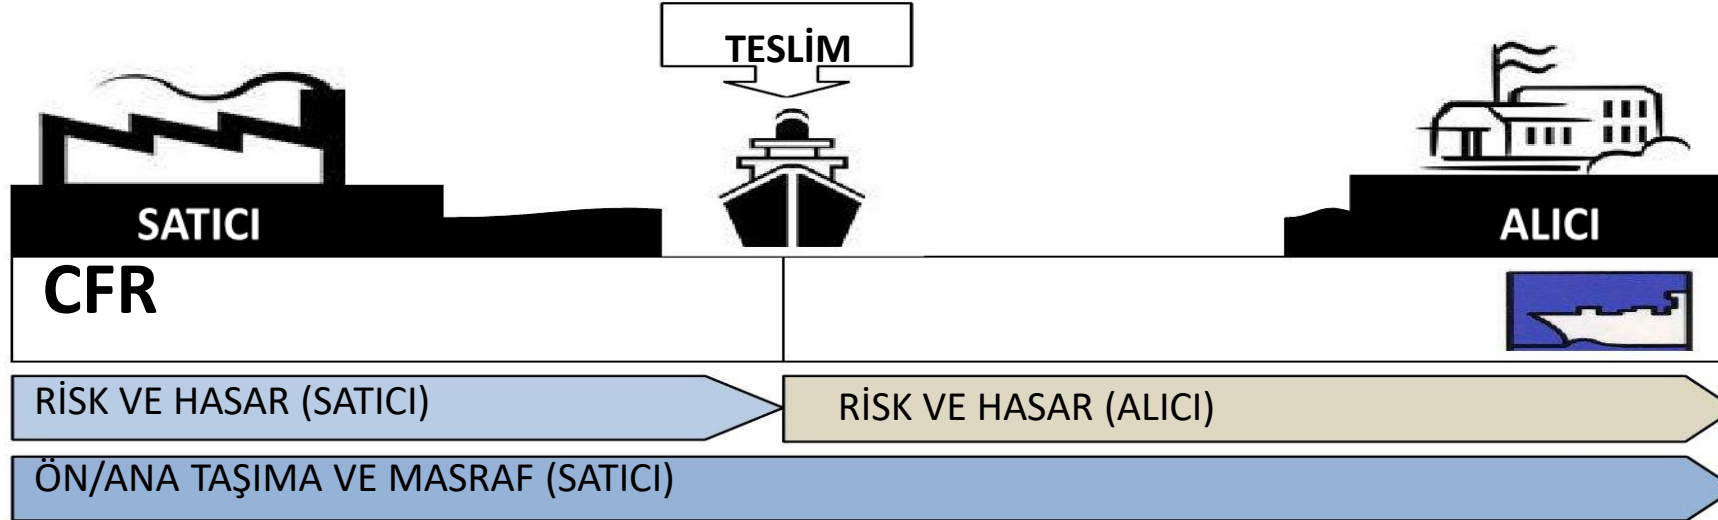 TESLİM
SATICI
ALICI
CFR
RİSK VE HASAR (SATICI)
RİSK VE HASAR (ALICI)
ÖN/ANA TAŞIMA VE MASRAF (SATICI)